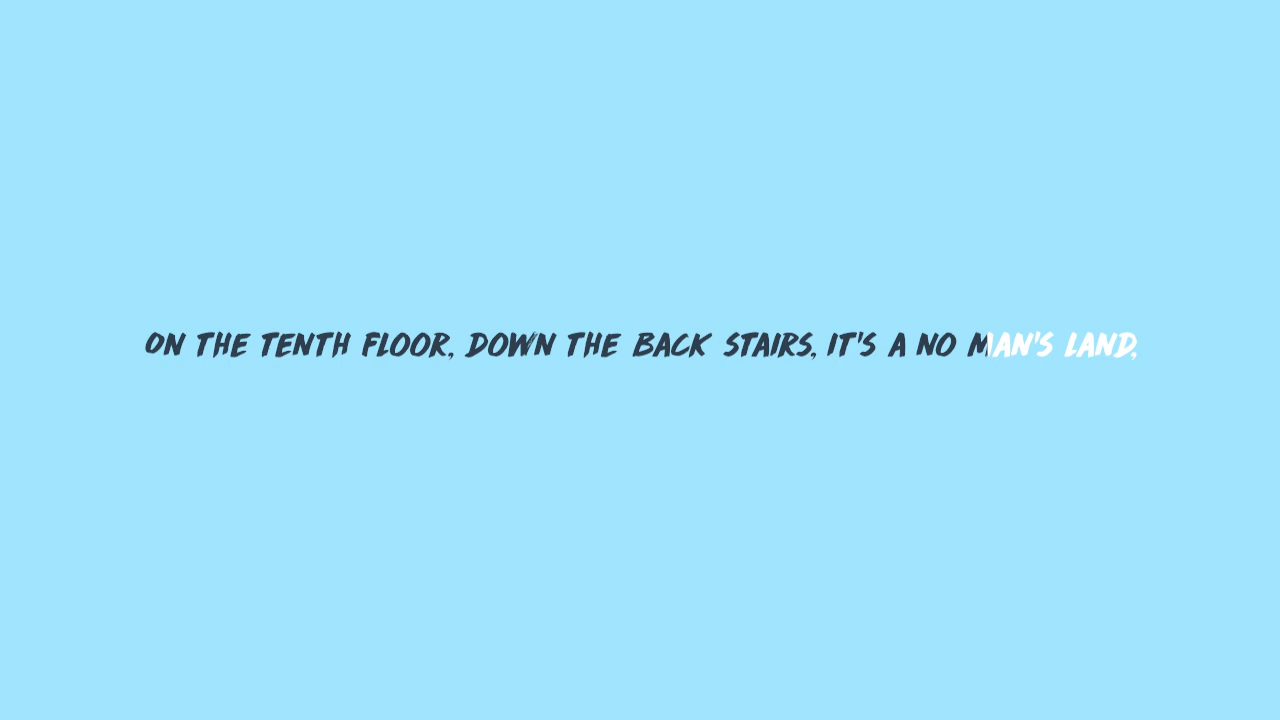 ON THE TENTH FLOOR, DOWN THE BACK STAIRS, IT'S A NO MAN'S LAND,